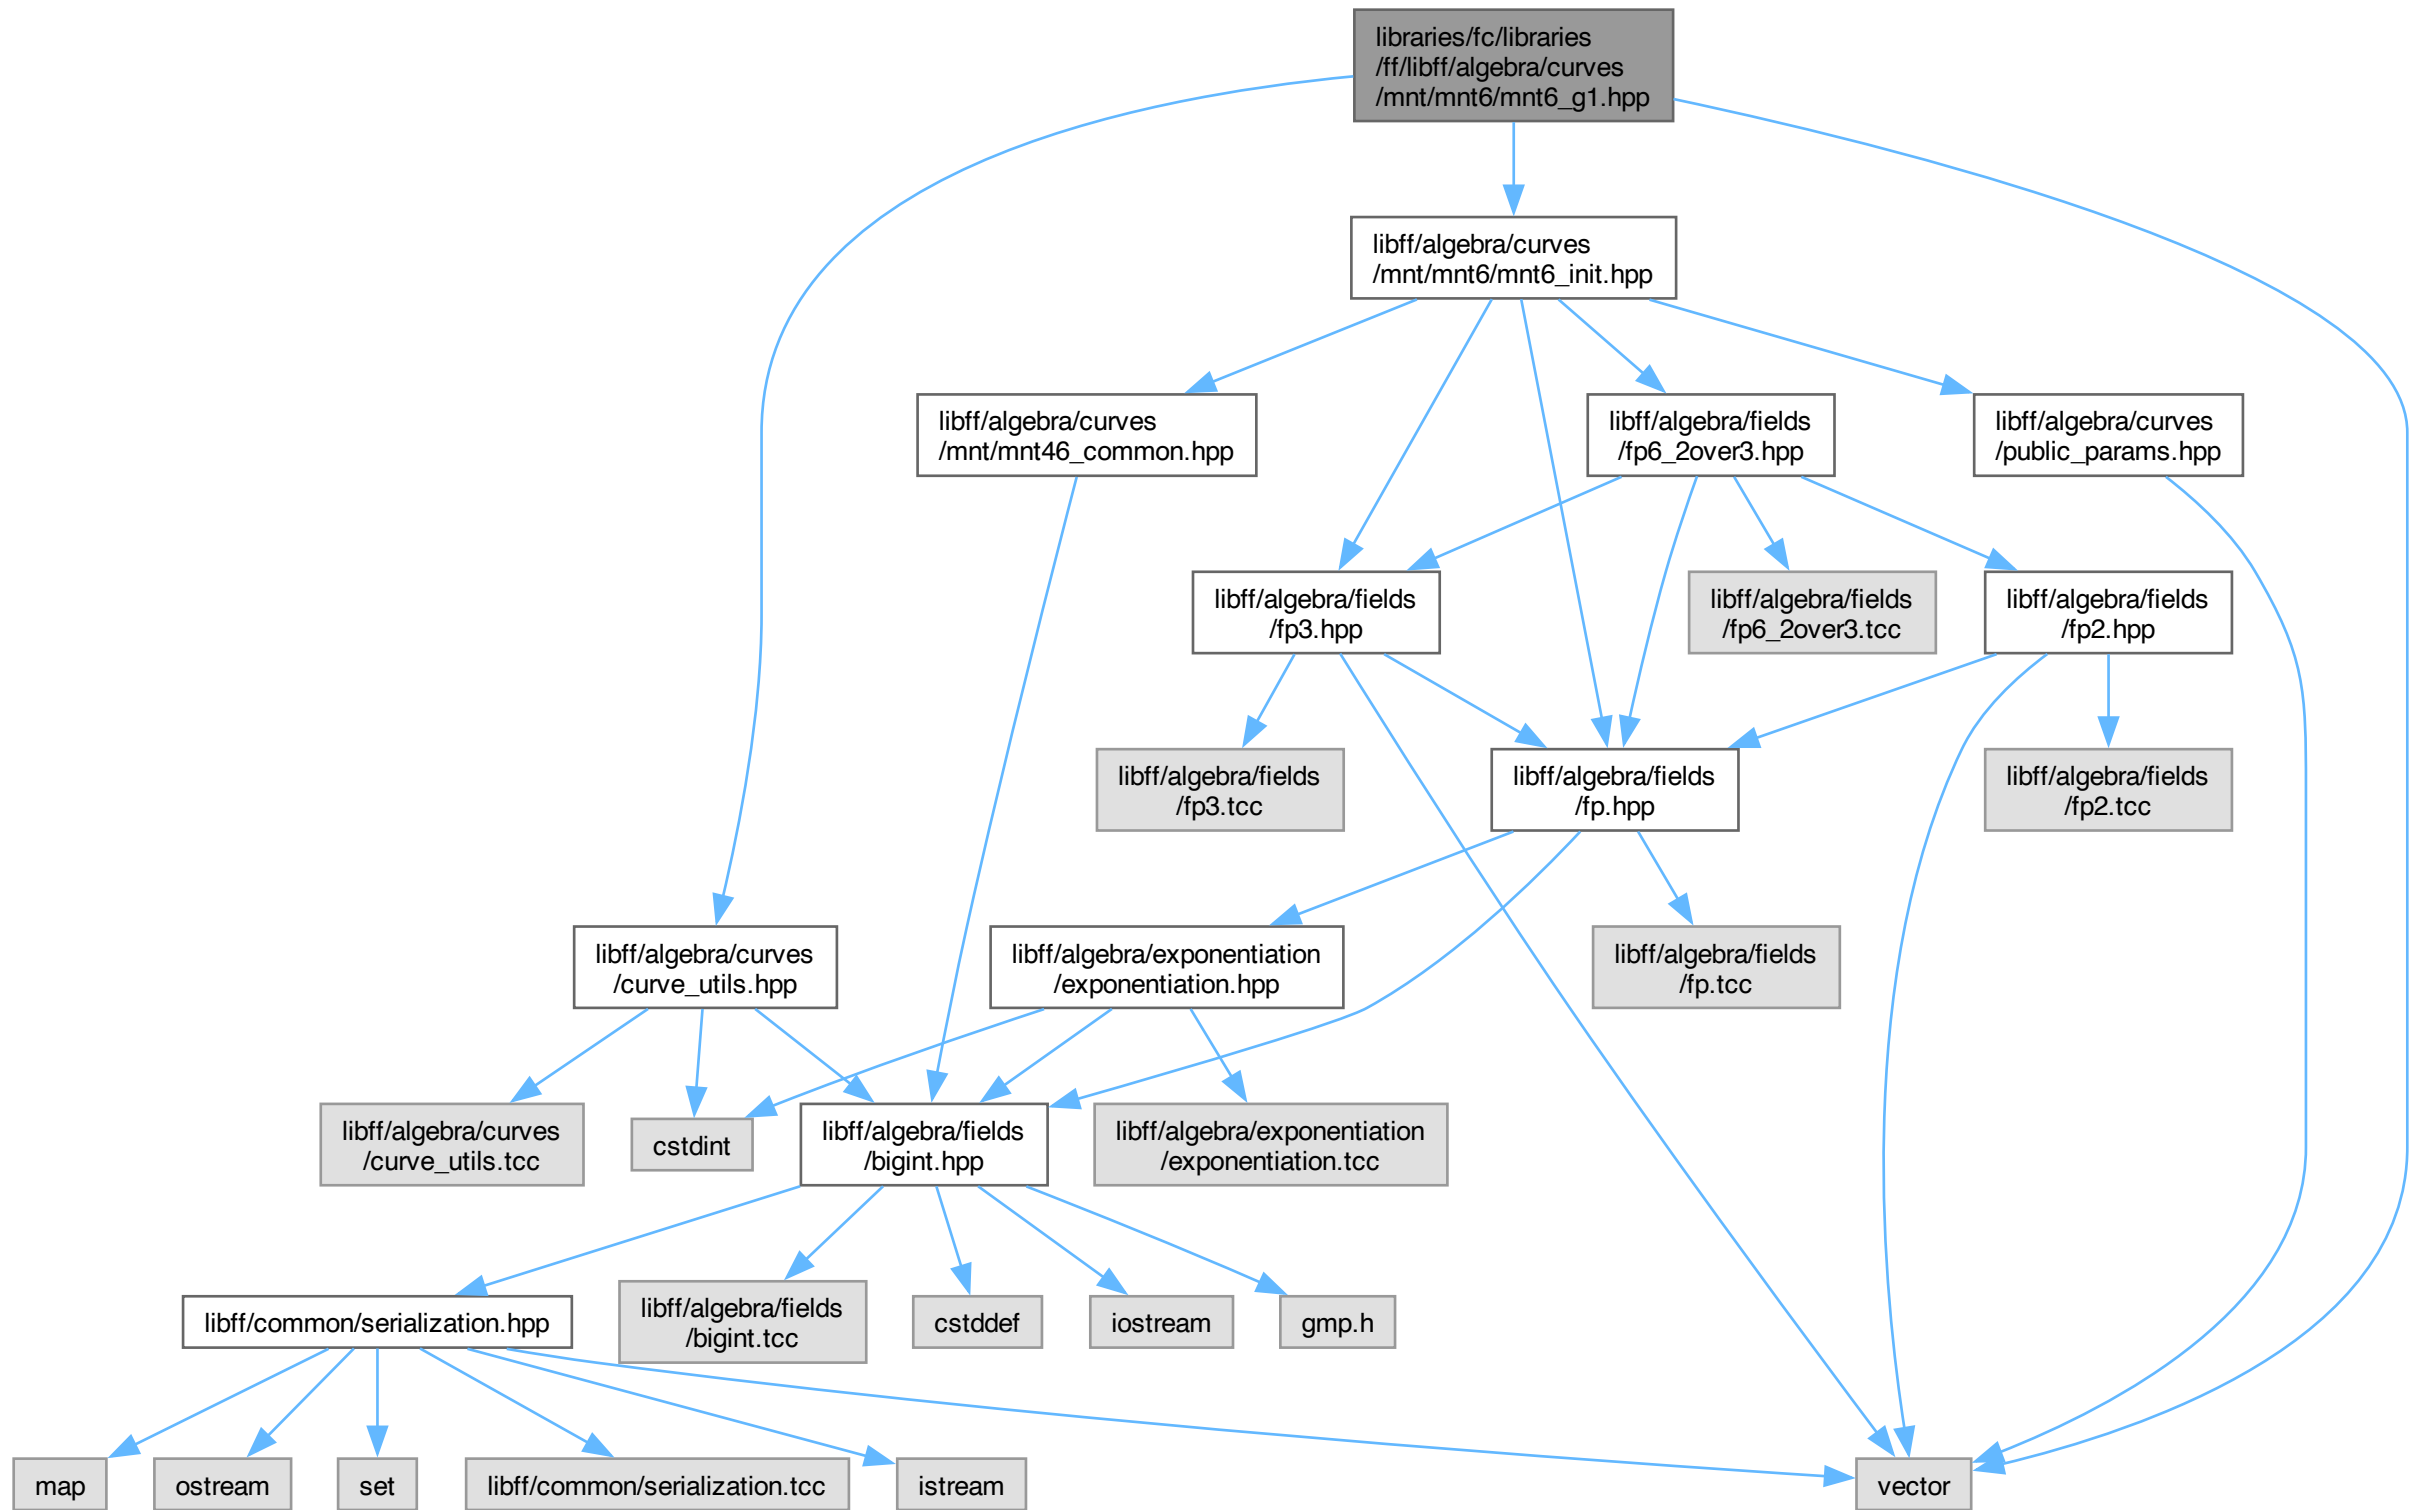 libraries/fc/libraries
/ff/libff/algebra/curves
/mnt/mnt6/mnt6_g1.hpp
libff/algebra/curves
/mnt/mnt6/mnt6_init.hpp
libff/algebra/curves
/mnt/mnt46_common.hpp
libff/algebra/fields
/fp6_2over3.hpp
libff/algebra/curves
/public_params.hpp
libff/algebra/fields
/fp3.hpp
libff/algebra/fields
/fp6_2over3.tcc
libff/algebra/fields
/fp2.hpp
libff/algebra/fields
/fp3.tcc
libff/algebra/fields
/fp.hpp
libff/algebra/fields
/fp2.tcc
libff/algebra/curves
/curve_utils.hpp
libff/algebra/exponentiation
/exponentiation.hpp
libff/algebra/fields
/fp.tcc
libff/algebra/curves
/curve_utils.tcc
cstdint
libff/algebra/fields
/bigint.hpp
libff/algebra/exponentiation
/exponentiation.tcc
libff/common/serialization.hpp
libff/algebra/fields
/bigint.tcc
cstddef
iostream
gmp.h
map
ostream
set
libff/common/serialization.tcc
istream
vector